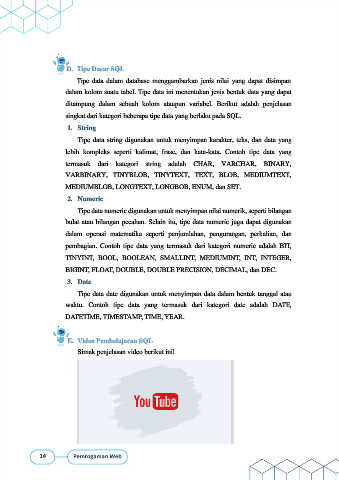 D. Tipe Dasar SQL
Tipe data dalam database menggambarkan jenis nilai yang dapat disimpan
dalam kolom suatu tabel. Tipe data ini menentukan jenis bentuk data yang dapat
ditampung dalam sebuah kolom ataupun variabel. Berikut adalah penjelasan
singkat dari kategori beberapa tipe data yang berlaku pada SQL.
1. String
Tipe data string digunakan untuk menyimpan karakter, teks, dan data yang
lebih kompleks seperti kalimat, frase, dan kata-kata. Contoh tipe data yang
termasuk dari kategori string adalah CHAR, VARCHAR, BINARY,
VARBINARY, TINYBLOB, TINYTEXT, TEXT, BLOB, MEDIUMTEXT,
MEDIUMBLOB, LONGTEXT, LONGBOB, ENUM, dan SET.
2. Numeric
Tipe data numeric digunakan untuk menyimpan nilai numerik, seperti bilangan
bulat atau bilangan pecahan. Selain itu, tipe data numeric juga dapat digunakan
dalam operasi matematika seperti penjumlahan, pengurangan, perkalian, dan
pembagian. Contoh tipe data yang termasuk dari kategori numeric adalah BIT,
TINYINT, BOOL, BOOLEAN, SMALLINT, MEDIUMINT, INT, INTEGER,
BIGINT, FLOAT, DOUBLE, DOUBLE PRECISION, DECIMAL, dan DEC.
3. Date
Tipe data date digunakan untuk menyimpan data dalam bentuk tanggal atau
waktu. Contoh tipe data yang termasuk dari kategori date adalah DATE,
DATETIME, TIMESTAMP, TIME, YEAR.
E. Video Pembelajaran SQL
Simak penjelasan video berikut ini!
YouTube
14 Pemrogaman Web